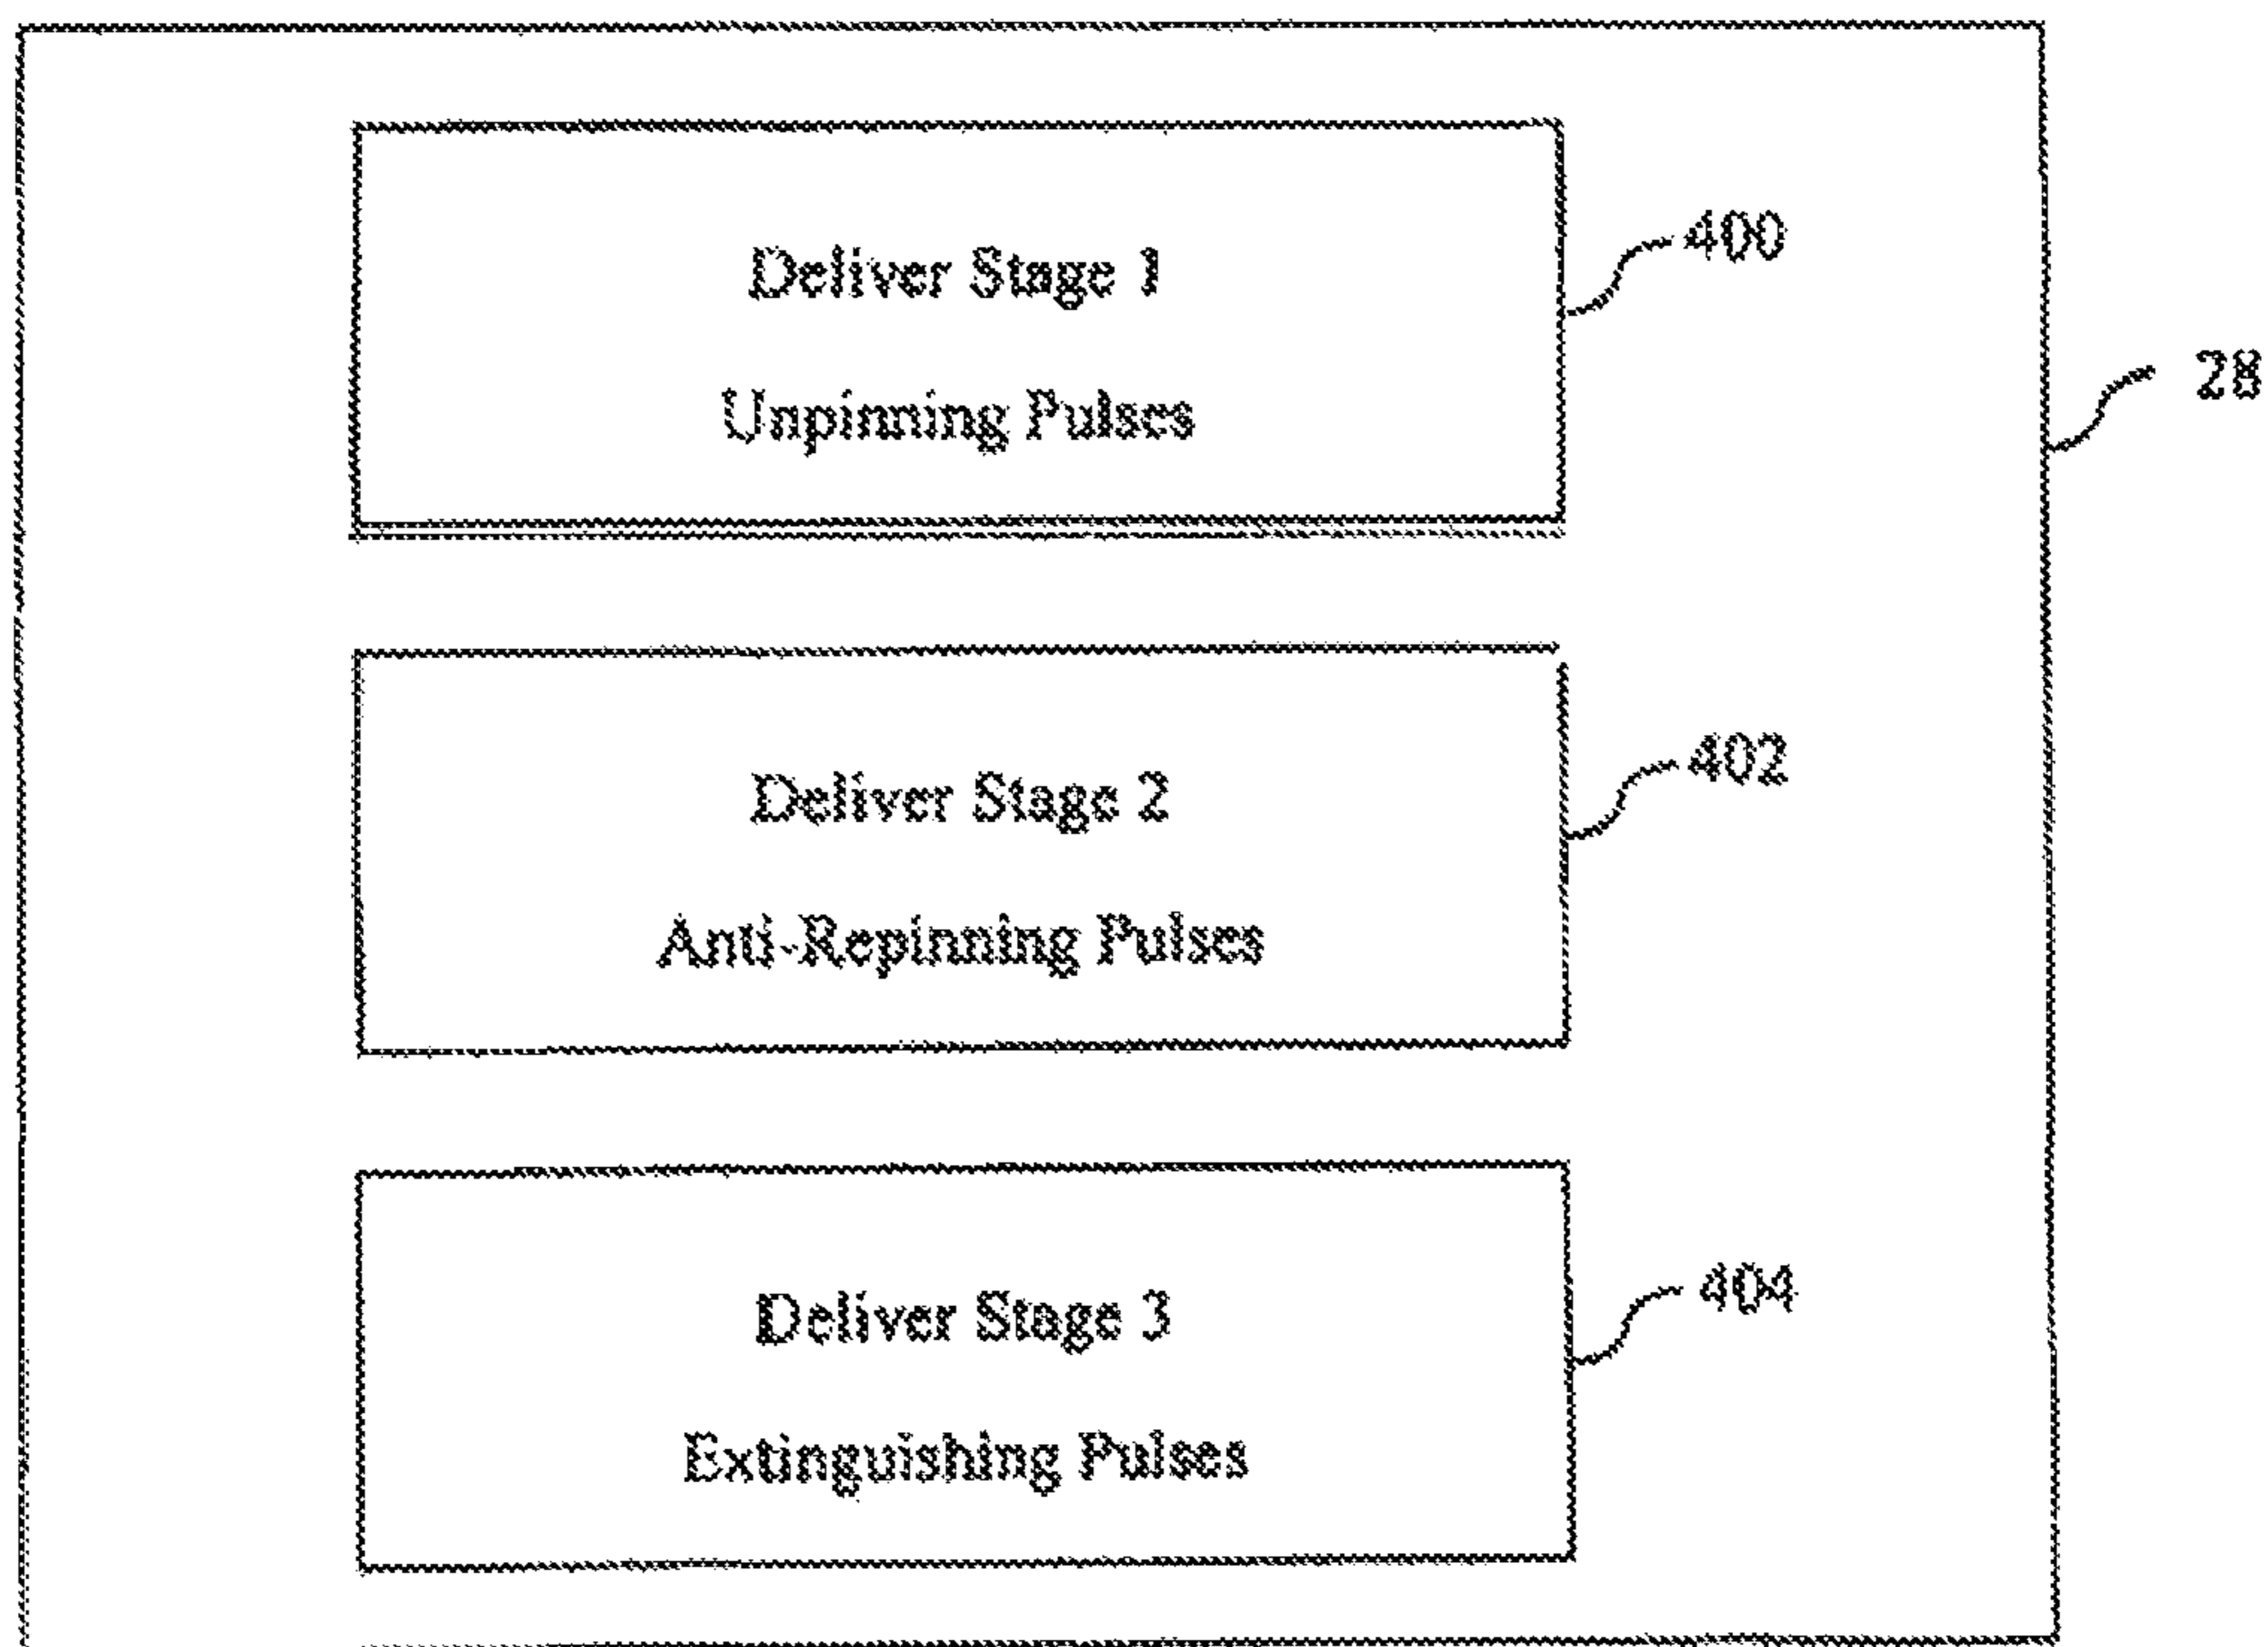 Deliver Stage 1
Unpinning Pulses
400
28
Deliver Stage 2
Anti-Repinning Pulses
402
Deliver Stage 3
Extinguishing Pulses
404